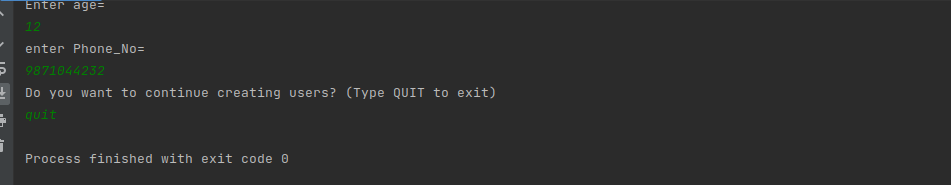 Enter age=
12
enter Phone_No=
9871044232
Do you want to continue creating users? (Type QUIT to exit)
quit
Process finished with exit code 0